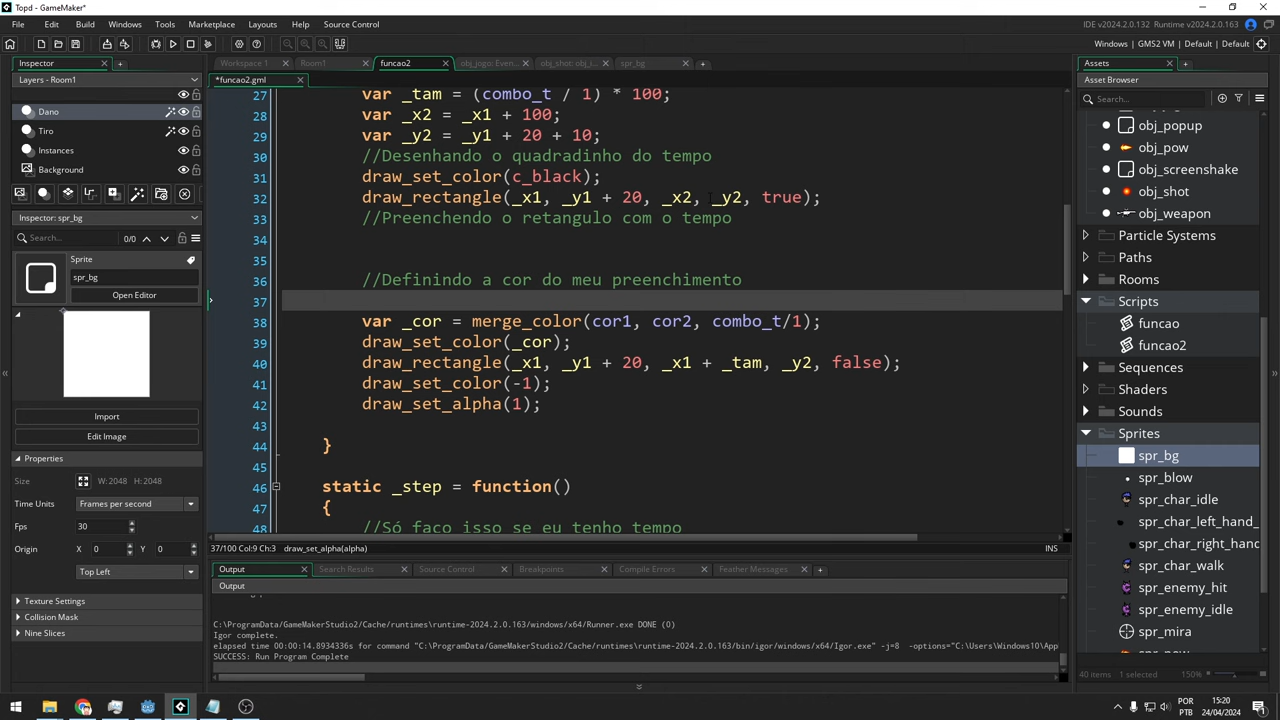 Topd - GameMaker*
File Edit Build Windows Tools Marketplace Layouts Help Source Control
IDE v2024.2.0.132 Runtime v2024.2.0.163
Windows | GMS2 VM | Default | Default
Inspector
Layers - Room1
Dano
Tiro
Instances
Background
Inspector: spr_bg
Search...
0/0
Sprite
spr_bg
Open Editor
Import
Edit Image
Properties
Size W: 2048 H: 2048
Time Units Frames per second
Fps 30
Origin X 0 Y 0
Top Left
Texture Settings
Collision Mask
Nine Slices
Workspace 1 Room1 funcao2 obj_jogo: Even... obj_shot: obj_i... spr_bg
*funcao2.gml
27 var _tam = (combo_t / 1) * 100;
28 var _x2 = _x1 + 100;
29 var _y2 = _y1 + 20 + 10;
30 //Desenhando o quadradinho do tempo
31 draw_set_color(c_black);
32 draw_rectangle(_x1, _y1 + 20, _x2, _y2, true);
33 //Preenchendo o retangulo com o tempo
34
35
36 //Definindo a cor do meu preenchimento
37
38 var _cor = merge_color(cor1, cor2, combo_t/1);
39 draw_set_color(_cor);
40 draw_rectangle(_x1, _y1 + 20, _x1 + _tam, _y2, false);
41 draw_set_color(-1);
42 draw_set_alpha(1);
43
44 }
45
46 static _step = function()
47 {
48 //Só faço isso se eu tenho tempo
37/100 Col:9 Ch:3 draw_set_alpha(alpha)
INS
Output Search Results Source Control Breakpoints Compile Errors Feather Messages
Output
C:\ProgramData/GameMakerStudio2/Cache/runtimes\runtime-2024.2.0.163/windows/x64/Runner.exe DONE (0)
Igor complete.
elapsed time 00:00:14.8934336s for command "C:\ProgramData/GameMakerStudio2/Cache/runtimes\runtime-2024.2.0.163/bin/igor/windows/x64/Igor.exe" -j=8 -options="C:\Users\Windows10\App
SUCCESS: Run Program Complete
Assets
Asset Browser
Search...
obj_popup
obj_pow
obj_screenshake
obj_shot
obj_weapon
Particle Systems
Paths
Rooms
Scripts
funcao
funcao2
Sequences
Shaders
Sounds
Sprites
spr_bg
spr_blow
spr_char_idle
spr_char_left_hand_
spr_char_right_hand
spr_char_walk
spr_enemy_hit
spr_enemy_idle
spr_mira
40 items 1 selected 150%
POR
PTB
15:20
24/04/2024